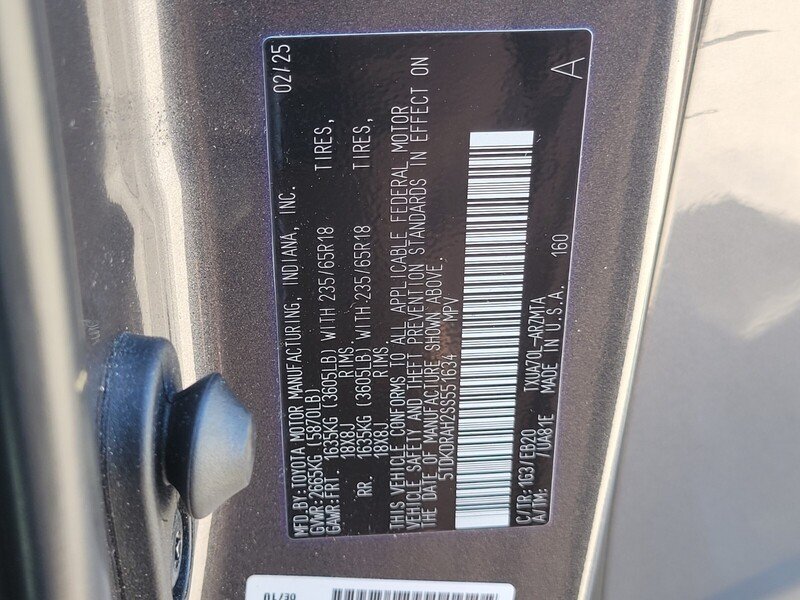 MFD.BY:TOYOTA MOTOR MANUFACTURING, INDIANA, INC. 02/25
GVWR:2665KG (5870LB)
GAWR:FRT. 1635KG (3605LB) WITH 235/65R18 TIRES,
18X8J RIMS
RR. 1635KG (3605LB) WITH 235/65R18 TIRES,
18X8J RIMS
THIS VEHICLE CONFORMS TO ALL APPLICABLE FEDERAL MOTOR
VEHICLE SAFETY AND THEFT PREVENTION STANDARDS IN EFFECT ON
THE DATE OF MANUFACTURE SHOWN ABOVE.
5TDKDRAH2SS551634 MPV
C/TR:1G3/EB20 TXUA70L-ARZMTA A
A/TM: /UA81E MADE IN U.S.A. 160